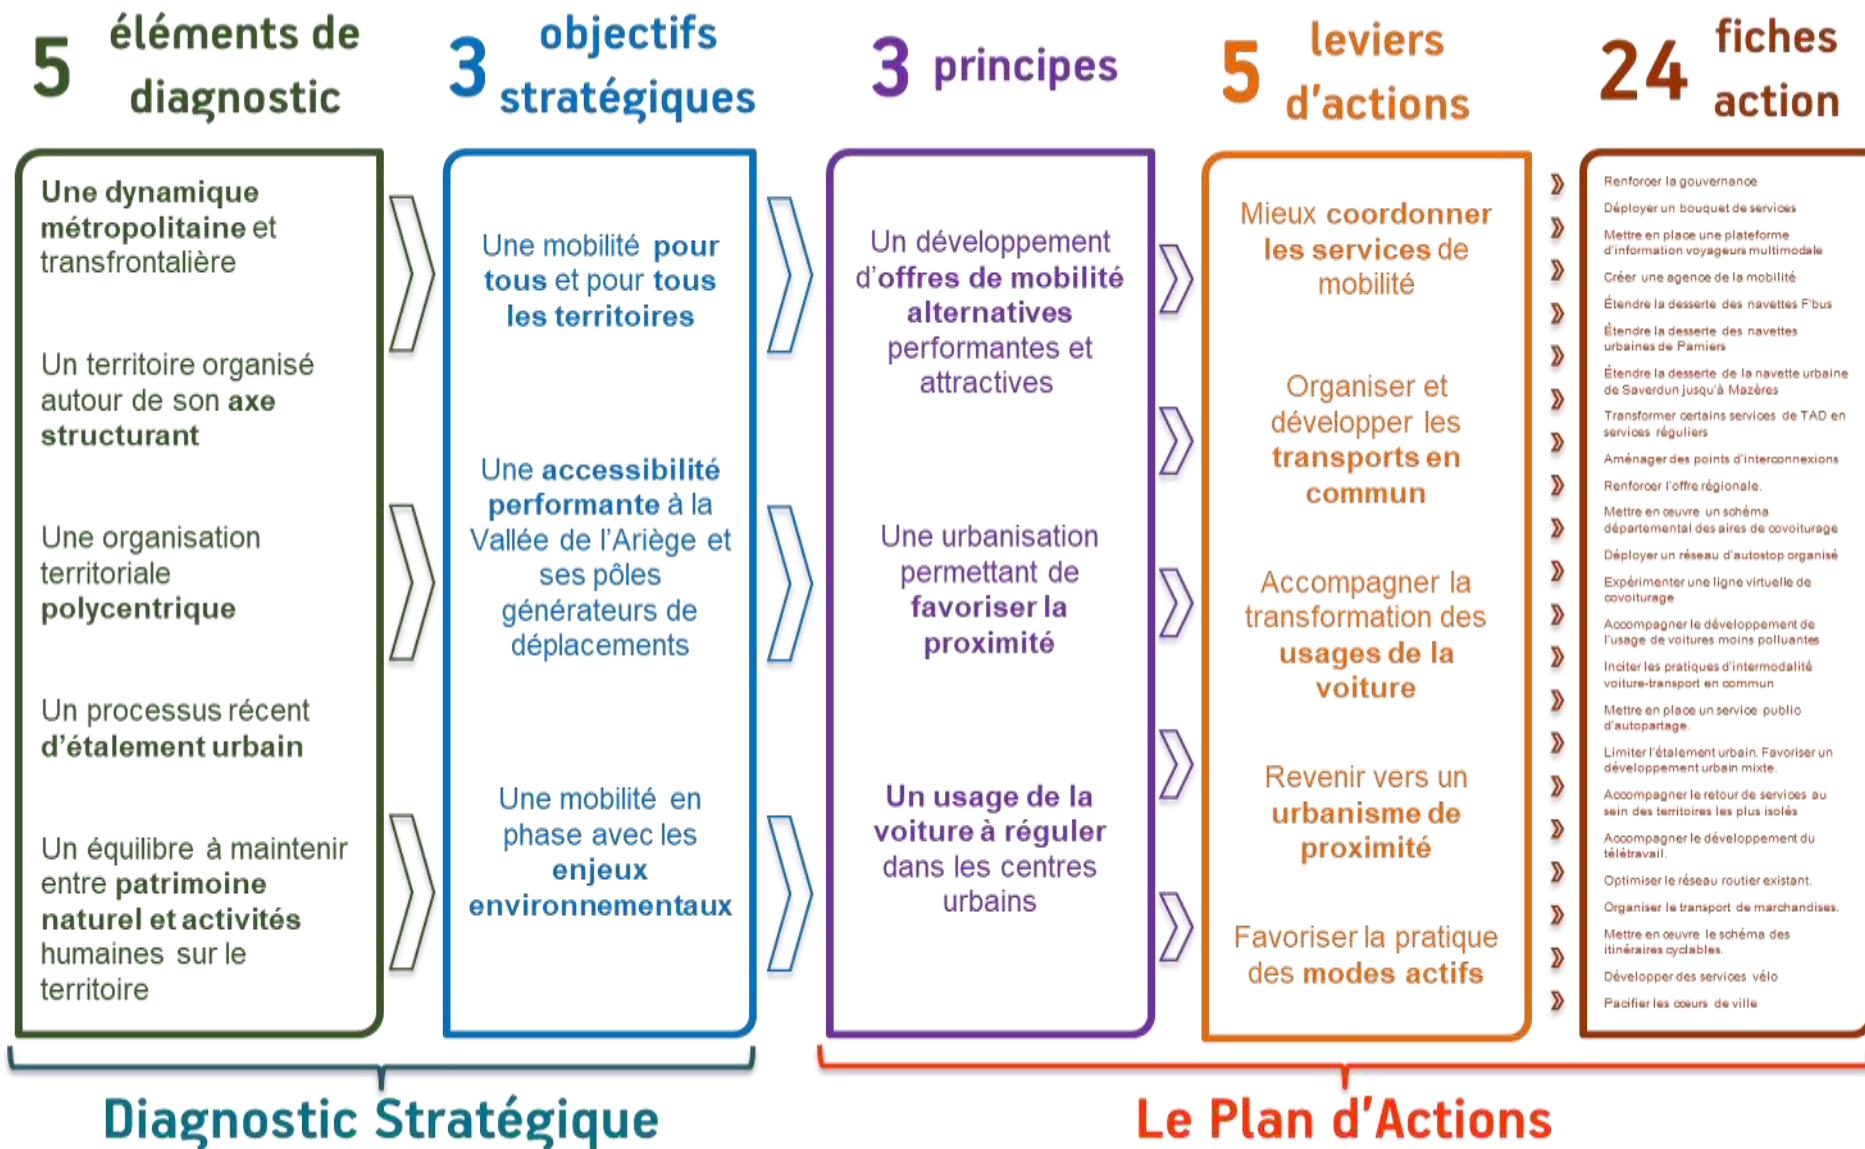 5 éléments de
diagnostic
Une dynamique
métropolitaine et
transfrontalière
Un territoire organisé
autour de son axe
structurant
Une organisation
territoriale
polycentrique
Un processus récent
d'étalement urbain
Un équilibre à maintenir
entre patrimoine
naturel et activités
humaines sur le
territoire
3 objectifs
stratégiques
Une mobilité pour
tous et pour tous
les territoires
Une accessibilité
performante à la
Vallée de l'Ariège et
ses pôles
générateurs de
déplacements
Une mobilité en
phase avec les
enjeux
environnementaux
3 principes
Un développement
d'offres de mobilité
alternatives
performantes et
attractives
Une urbanisation
permettant de
favoriser la
proximité
Un usage de la
voiture à réguler
dans les centres
urbains
5 leviers
d'actions
Mieux coordonner
les services de
mobilité
Organiser et
développer les
transports en
commun
Accompagner la
transformation des
usages de la
voiture
Revenir vers un
urbanisme de
proximité
Favoriser la pratique
des modes actifs
24 fiches
action
Renforcer la gouvernance
Déployer un bouquet de services
Mettre en place une plateforme
d'information voyageurs multimodale
Créer une agence de la mobilité
Étendre la desserte des navettes F'bus
Étendre la desserte des navettes
urbaines de Pamiers
Étendre la desserte de la navette urbaine
de Saverdun jusqu'à Mazères
Transformer certains services de TAD en
services réguliers
Aménager des points d'interconnexions
Renforcer l'offre régionale.
Mettre en œuvre un schéma
départemental des aires de covoiturage
Déployer un réseau d'autostop organisé
Expérimenter une ligne virtuelle de
covoiturage
Accompagner le développement de
l'usage de voitures moins polluantes
Inciter les pratiques d'intermodalité
voiture-transport en commun
Mettre en place un service public
d'autopartage.
Limiter l'étalement urbain. Favoriser un
développement urbain mixte.
Accompagner le retour de services au
sein des territoires les plus isolés
Accompagner le développement du
télétravail.
Optimiser le réseau routier existant.
Organiser le transport de marchandises.
Mettre en œuvre le schéma des
itinéraires cyclables.
Développer des services vélo
Pacifier les cœurs de ville
Diagnostic Stratégique
Le Plan d'Actions